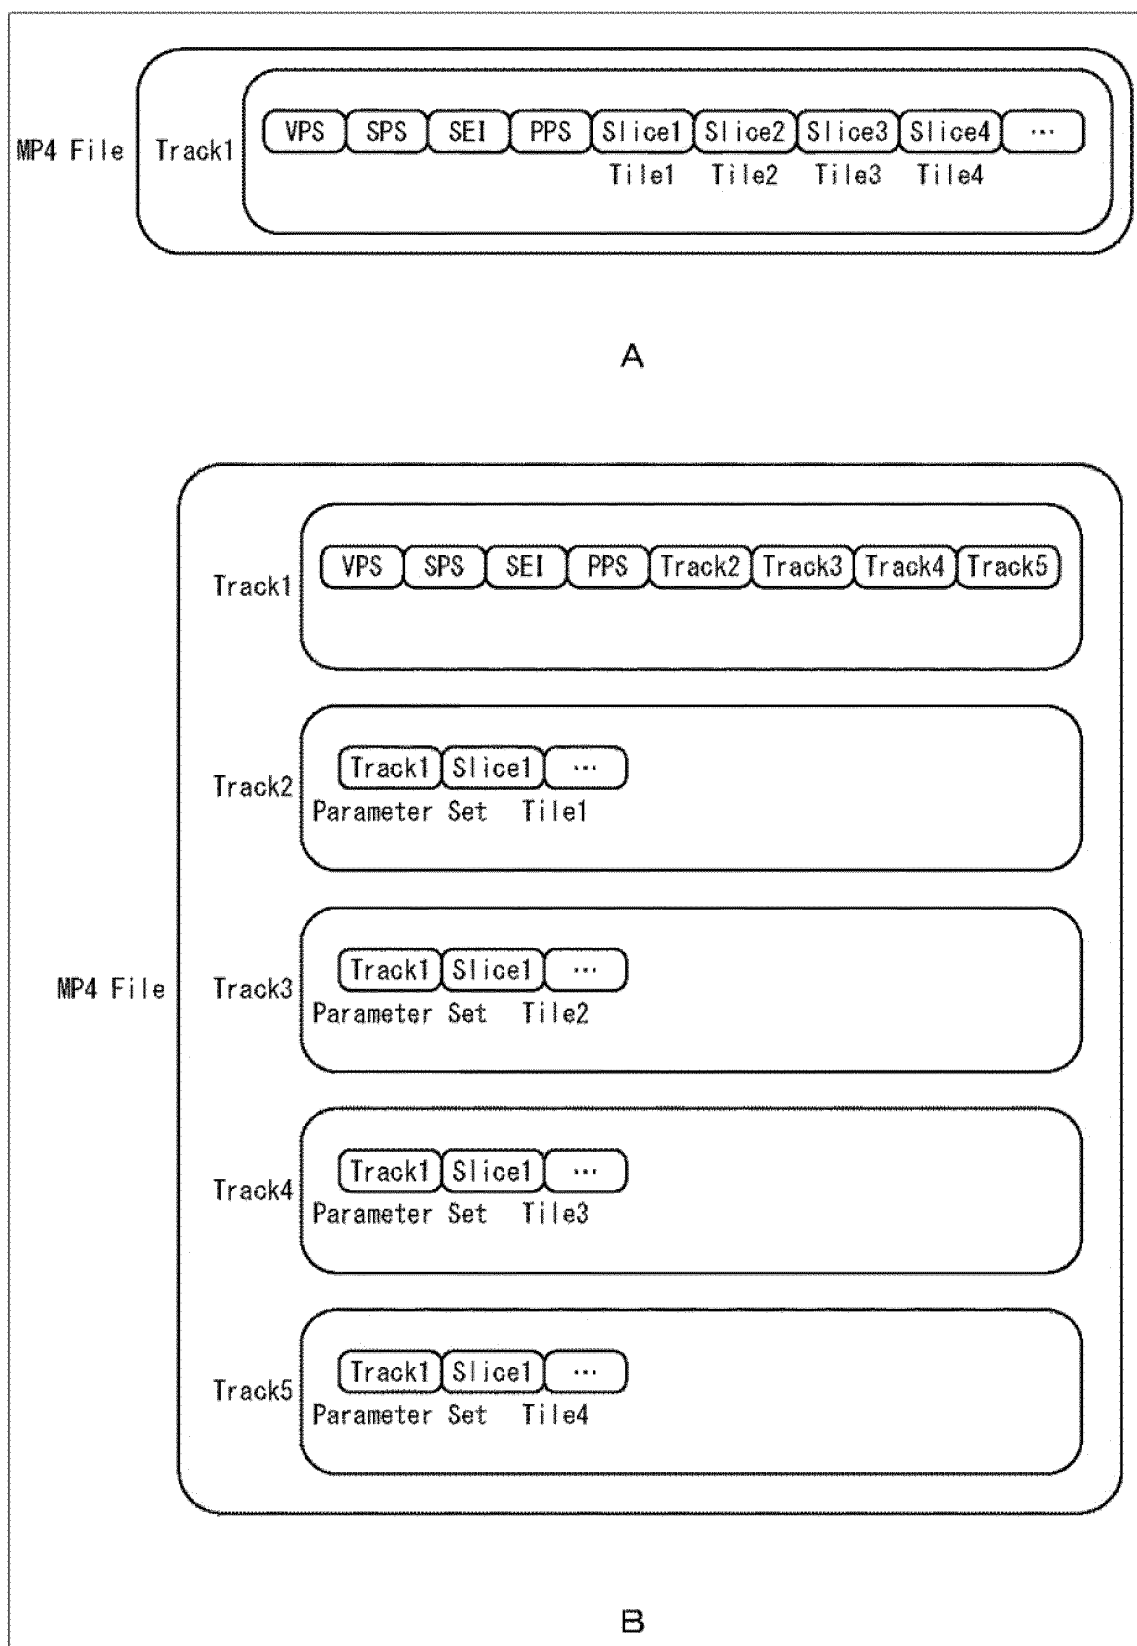 MP4 File Track1 VPS SPS SEI PPS Slice1 Slice2 Slice3 Slice4 ...
Tile1 Tile2 Tile3 Tile4
A
Track1 VPS SPS SEI PPS Track2 Track3 Track4 Track5
Track2 Track1 Slice1 ...
Parameter Set Tile1
MP4 File Track3 Track1 Slice1 ...
Parameter Set Tile2
Track4 Track1 Slice1 ...
Parameter Set Tile3
Track5 Track1 Slice1 ...
Parameter Set Tile4
B